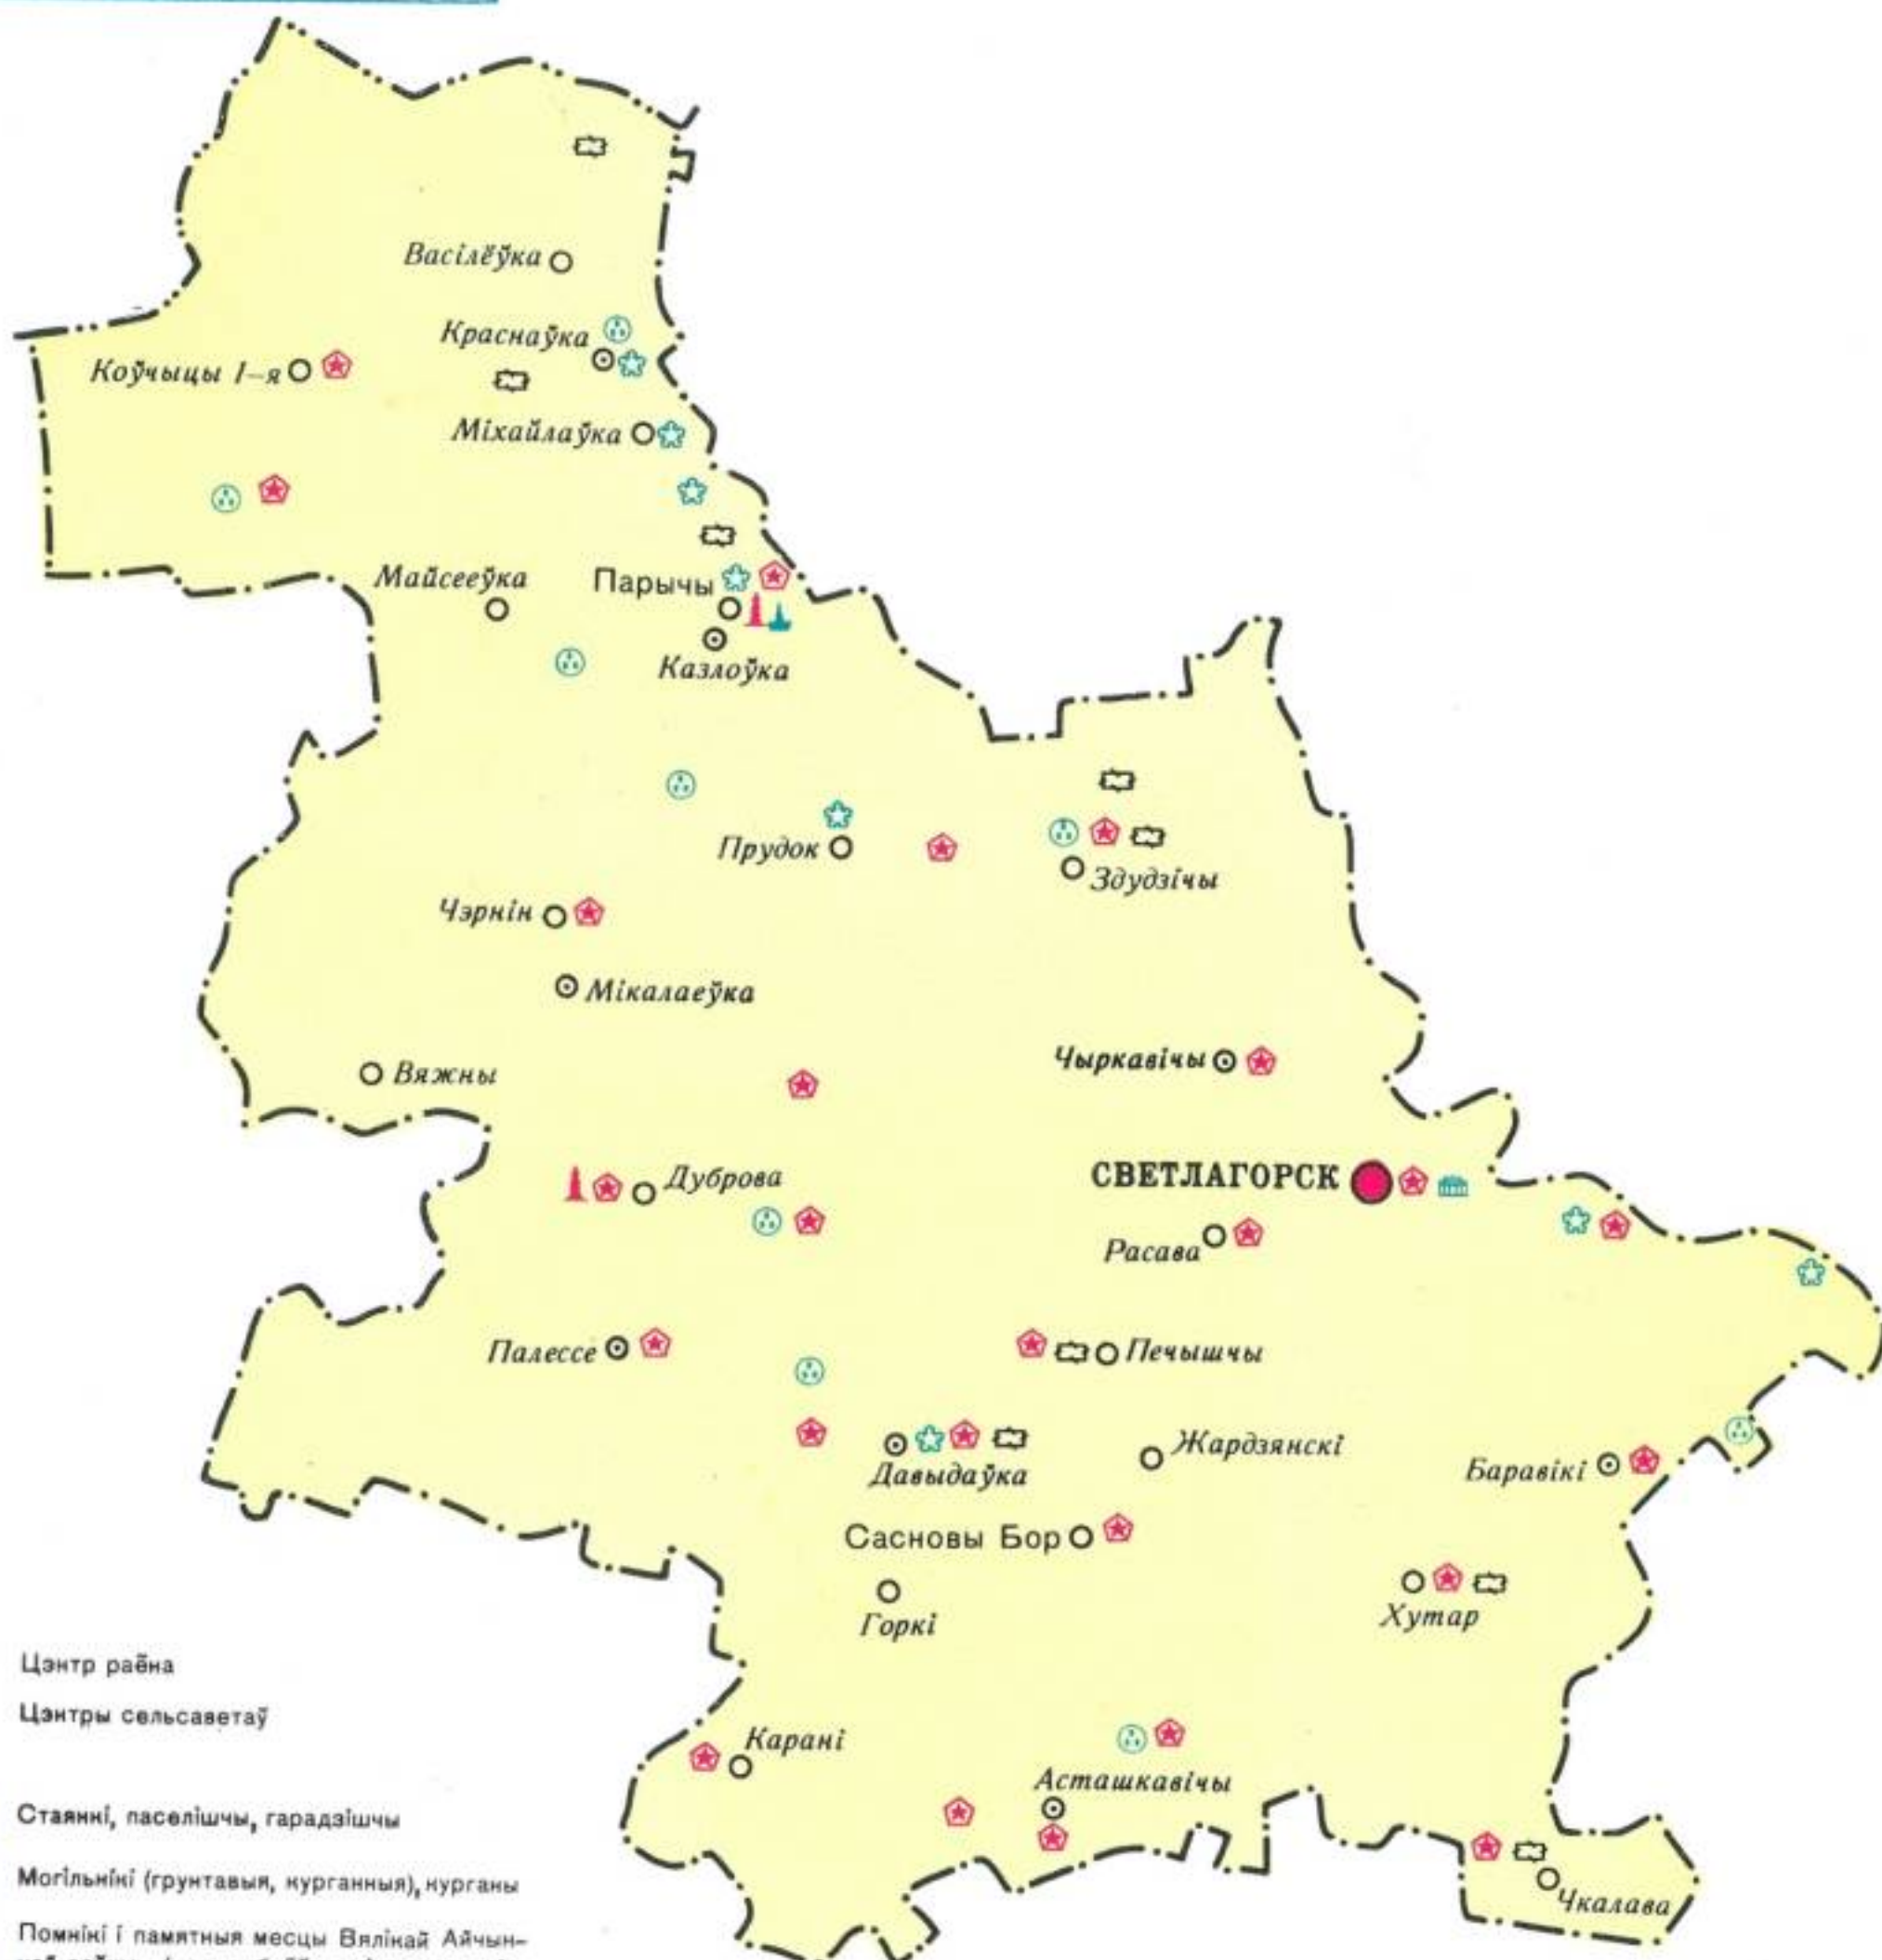 Васілёўка
Краснаўка
Коўчыцы I–я
Міхайлаўка
Майсееўка
Парычы
Казлоўка
Прудок
Здудзічы
Чэрнін
Мікалаеўка
Чыркавічы
Вяжны
СВЕТЛАГОРСК
Дуброва
Расава
Палессе
Печышчы
Жардзянскі
Давыдаўка
Баравікі
Сасновы Бор
Хутар
Горкі
Карані
Асташкавічы
Чкалава
Цэнтр раёна
Цэнтры сельсаветаў
Стаянкі, паселішчы, гарадзішчы
Могільнікі (грунтавыя, курганныя), курганы
Помнікі і памятныя месцы Вялікай Айчын–